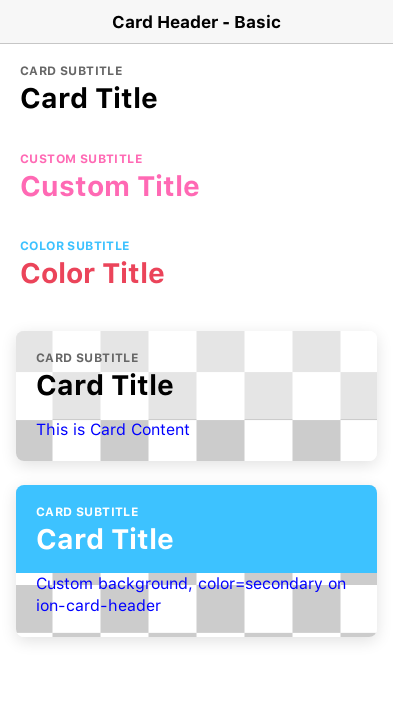 Card Header - Basic
CARD SUBTITLE
Card Title
CUSTOM SUBTITLE
Custom Title
COLOR SUBTITLE
Color Title
CARD SUBTITLE
Card Title
This is Card Content
CARD SUBTITLE
Card Title
Custom background, color=secondary on
ion-card-header